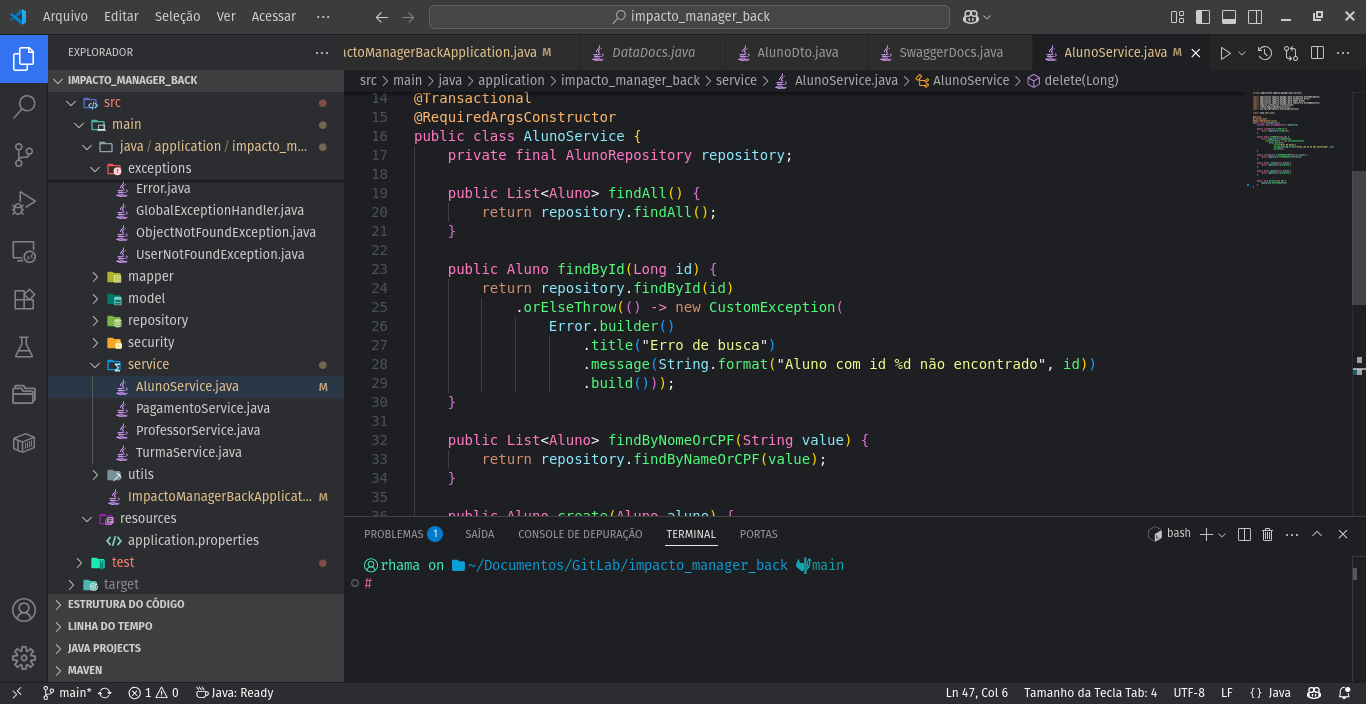 Arquivo Editar Seleção Ver Acessar ··· impacto_manager_back
EXPLORADOR ···
IMPACTO_MANAGER_BACK
src
main
java / application / impacto_m...
exceptions
Error.java
GlobalExceptionHandler.java
ObjectNotFoundException.java
UserNotFoundException.java
mapper
model
repository
security
service
AlunoService.java M
PagamentoService.java
ProfessorService.java
TurmaService.java
utils
ImpactoManagerBackApplicat... M
resources
application.properties
test
target
ESTRUTURA DO CÓDIGO
LINHA DO TEMPO
JAVA PROJECTS
MAVEN
actoManagerBackApplication.java M DataDocs.java AlunoDto.java SwaggerDocs.java AlunoService.java M
src > main > java > application > impacto_manager_back > service > AlunoService.java > AlunoService > delete(Long)
14 @Transactional
15 @RequiredArgsConstructor
16 public class AlunoService {
17 private final AlunoRepository repository;
18
19 public List<Aluno> findAll() {
20 return repository.findAll();
21 }
22
23 public Aluno findById(Long id) {
24 return repository.findById(id)
25 .orElseThrow(() -> new CustomException(
26 Error.builder()
27 .title("Erro de busca")
28 .message(String.format("Aluno com id %d não encontrado", id))
29 .build()));
30 }
31
32 public List<Aluno> findByNomeOrCPF(String value) {
33 return repository.findByNameOrCPF(value);
34 }
35
36 public Aluno create(Aluno aluno) {
PROBLEMAS 1 SAÍDA CONSOLE DE DEPURAÇÃO TERMINAL PORTAS bash
rhama on ~/Documentos/GitLab/impacto_manager_back main
#
main* 1 0 Java: Ready Ln 47, Col 6 Tamanho da Tecla Tab: 4 UTF-8 LF {} Java